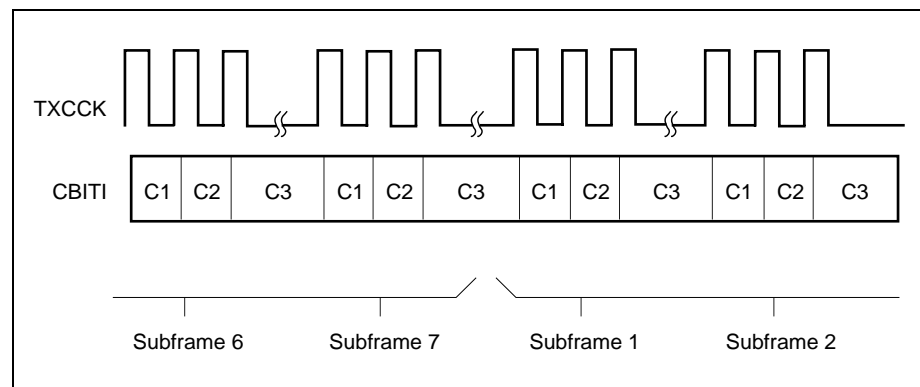 TXCCK
CBITI C1 C2 C3 C1 C2 C3 C1 C2 C3 C1 C2 C3
Subframe 6 Subframe 7 Subframe 1 Subframe 2